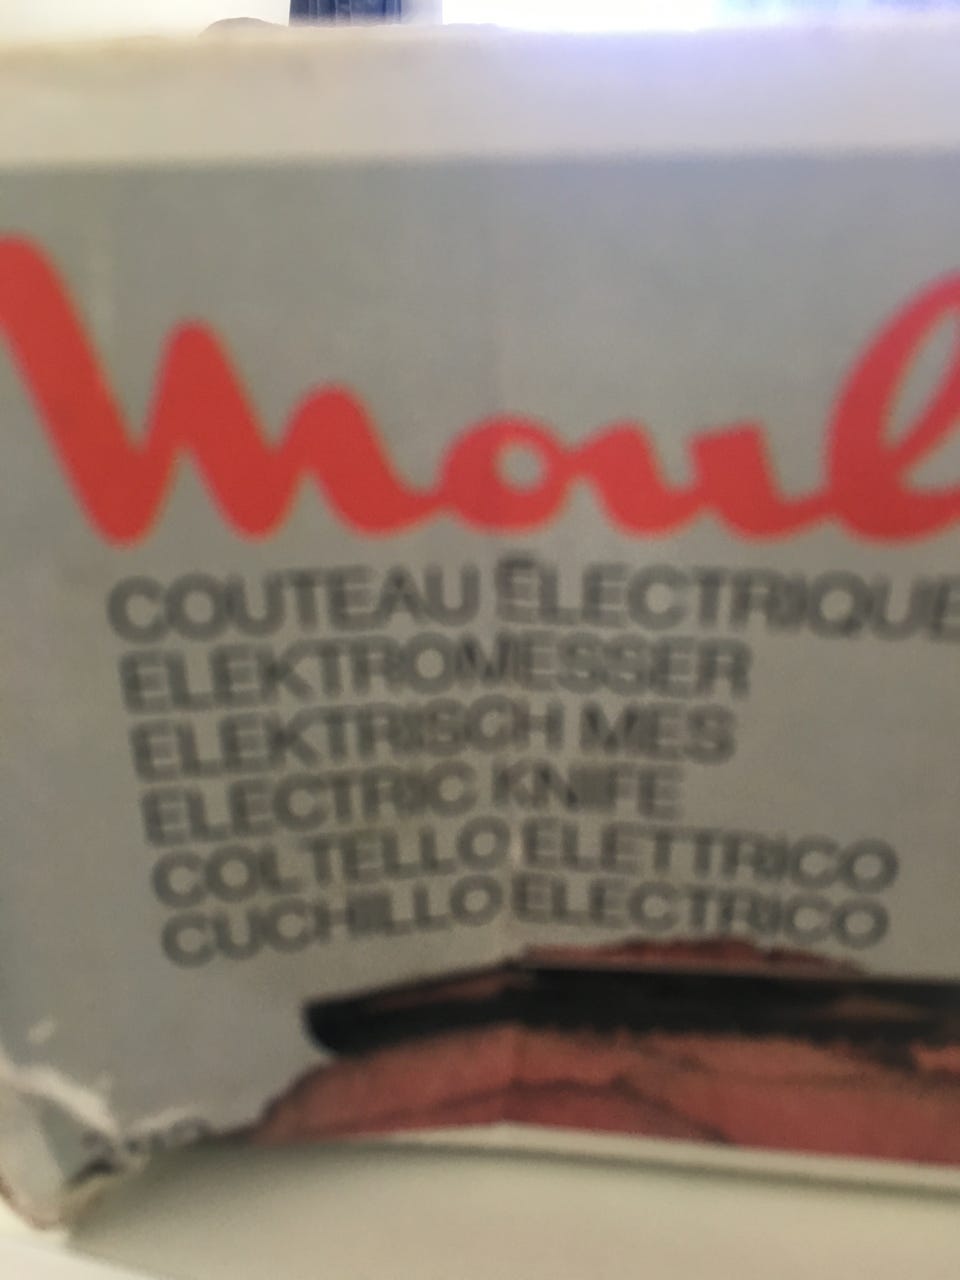 Moul
COUTEAU ÉLECTRIQUE
ELEKTROMESSER
ELEKTRISCH MES
ELECTRIC KNIFE
COLTELLO ELETTRICO
CUCHILLO ELECTRICO